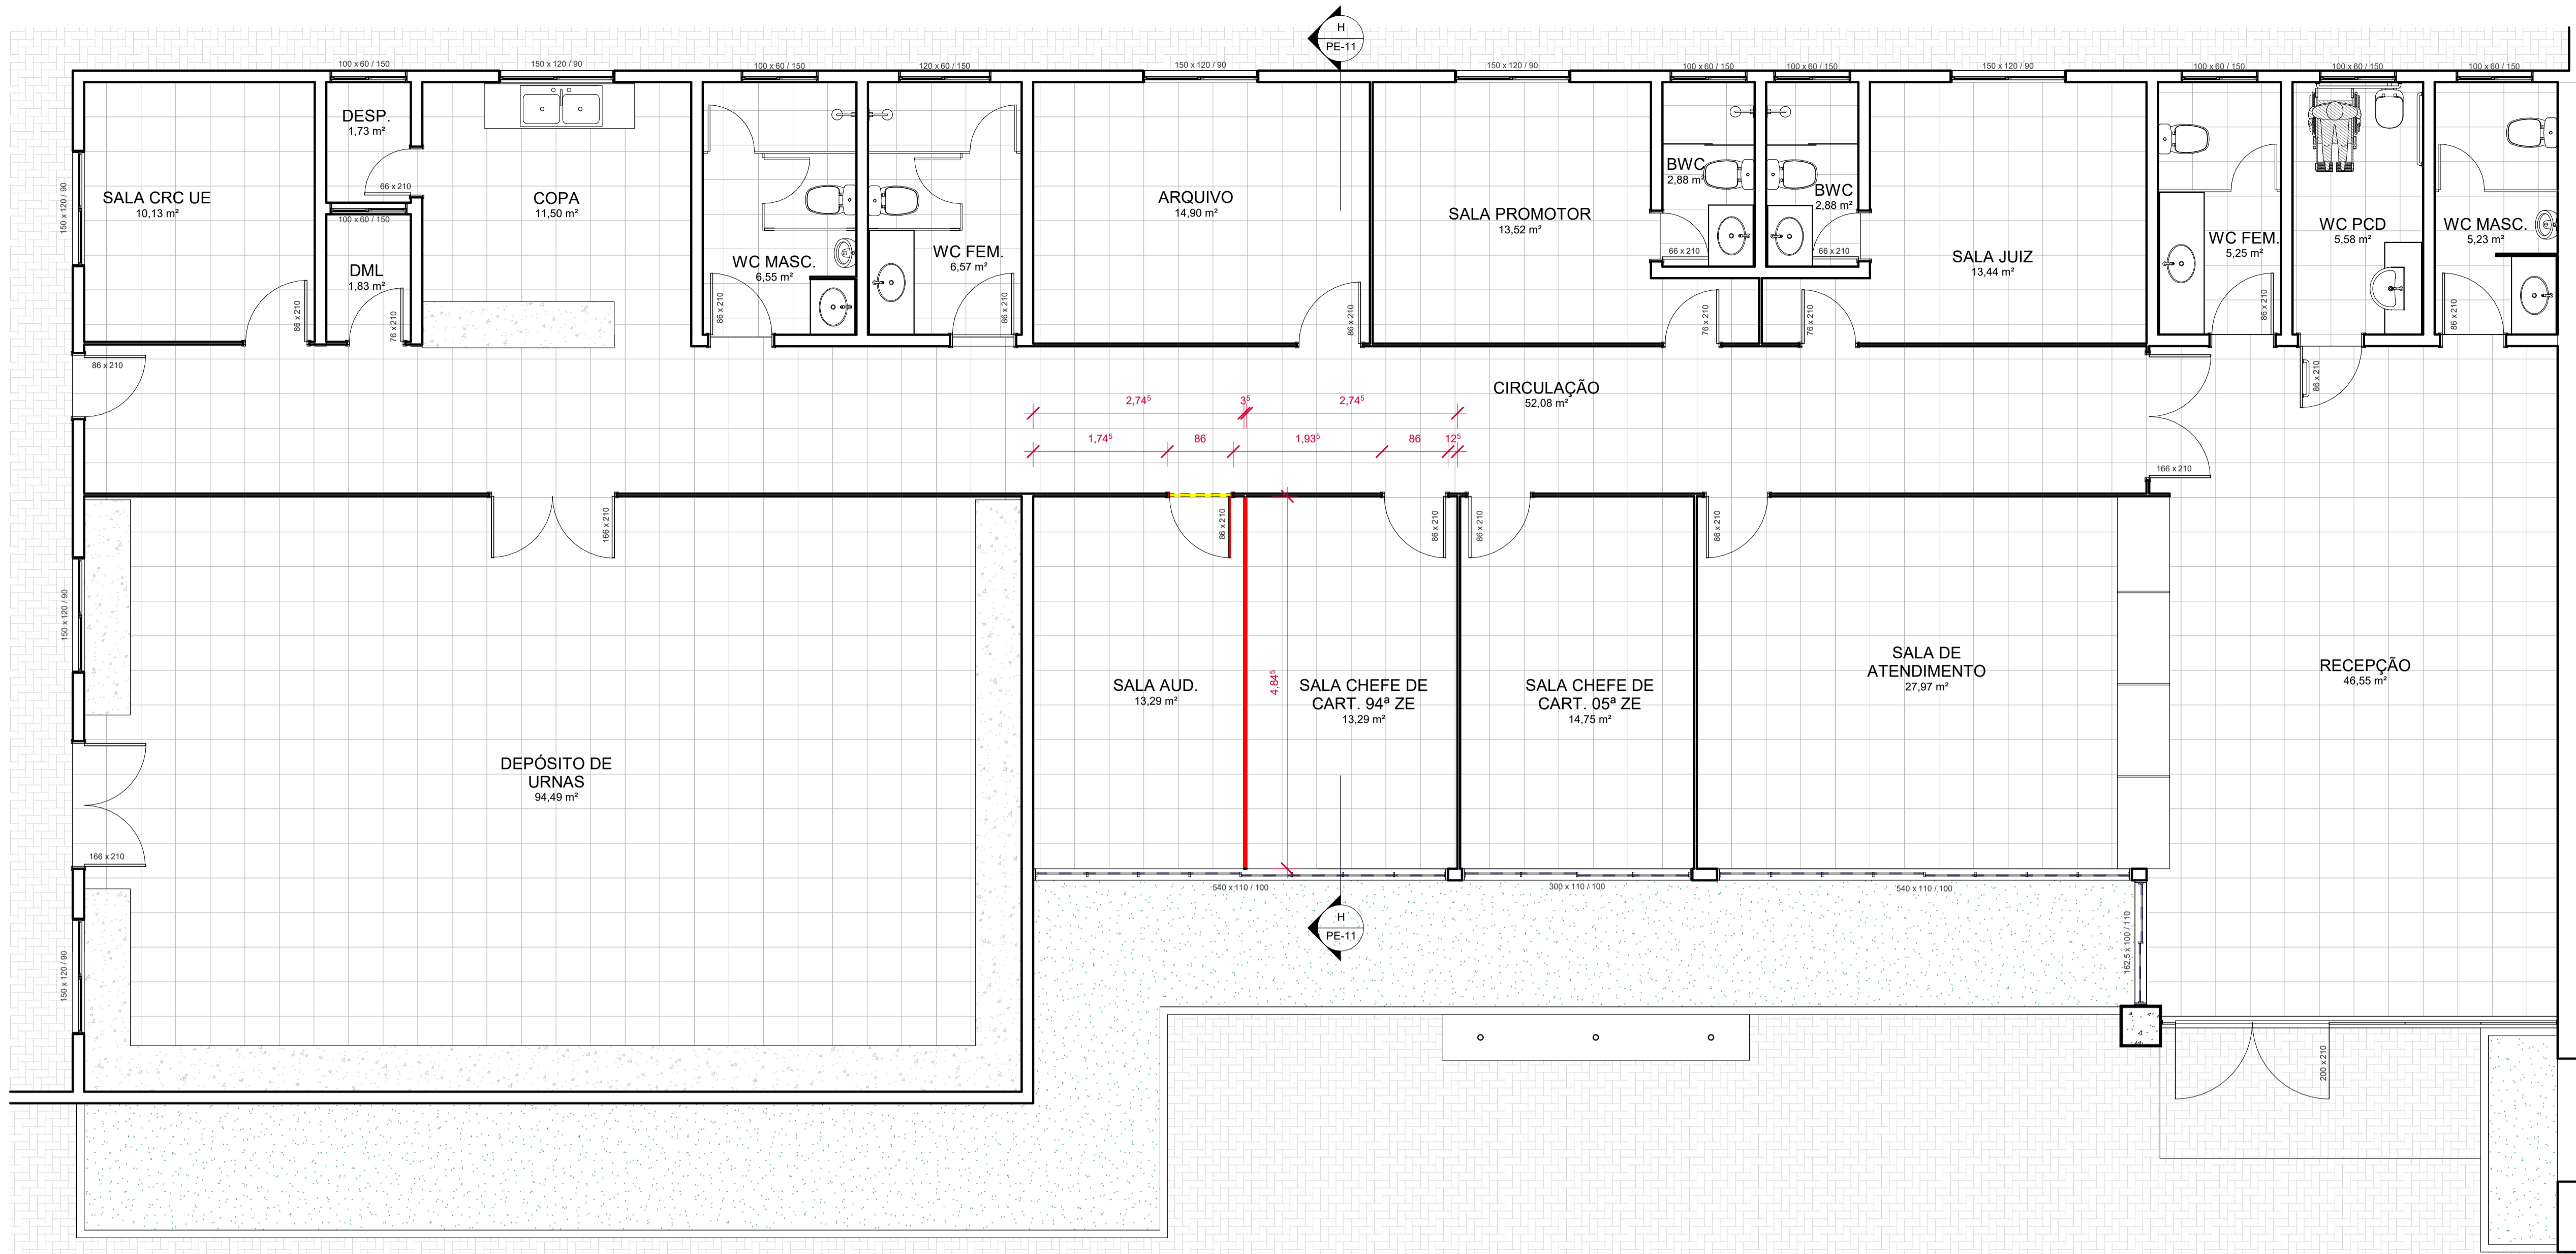 H
PE-11
100 x 60 / 150
150 x 120 / 90
100 x 60 / 150
120 x 60/ 150
150 x 120 / 90
150 x 120 / 90
100 x 60 / 150
100 x 60 / 150
150 x 120 / 90
100 x 60 / 150
100 x 60 / 150
100 x 60 / 150
DESP.
1,73 m²
66 x 210
100 x 60 / 150
SALA CRC UE
10,13 m²
150 x 120 / 90
COPA
11,50 m²
DML
1,83 m²
86 x 210
76 x 210
WC MASC.
6,55 m²
86 x 210
WC FEM.
6,57 m²
86 x 210
ARQUIVO
14,90 m²
86 x 210
SALA PROMOTOR
13,52 m²
76 x 210
BWC
2,88 m²
66 x 210
BWC
2,88 m²
66 x 210
SALA JUIZ
13,44 m²
76 x 210
WC FEM.
5,25 m²
86 x 210
WC PCD
5,58 m²
86 x 210
WC MASC.
5,23 m²
86 x 210
86 x 210
CIRCULAÇÃO
52,08 m²
2,74⁵
3⁵
2,74⁵
1,74⁵
86
1,93⁵
86
12⁵
166 x 210
166 x 210
86 x 210
86 x 210
86 x 210
86 x 210
150 x 120 / 90
4,84⁵
SALA AUD.
13,29 m²
SALA CHEFE DE
CART. 94ª ZE
13,29 m²
SALA CHEFE DE
CART. 05ª ZE
14,75 m²
SALA DE
ATENDIMENTO
27,97 m²
RECEPÇÃO
46,55 m²
DEPÓSITO DE
URNAS
94,49 m²
166 x 210
540 x 110 / 100
300 x 110 / 100
540 x 110 / 100
H
PE-11
162,5 x 100 / 110
150 x 120 / 90
200 x 210